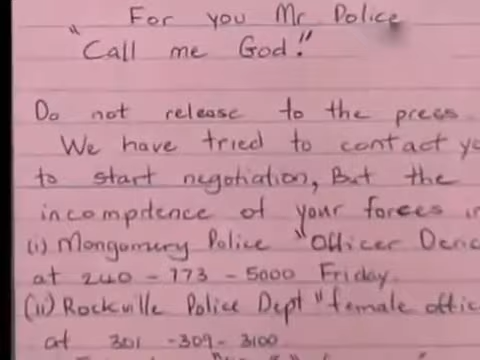 For you Mr Police
"Call me God."
Do not release to the press
We have tried to contact
to start negotiation, But the
incomptence of your forces
(i) Mongomery Police "Officer
at 240-773-5000 Friday
(ii) Rockville Police Dept "female
at 301-309-3100